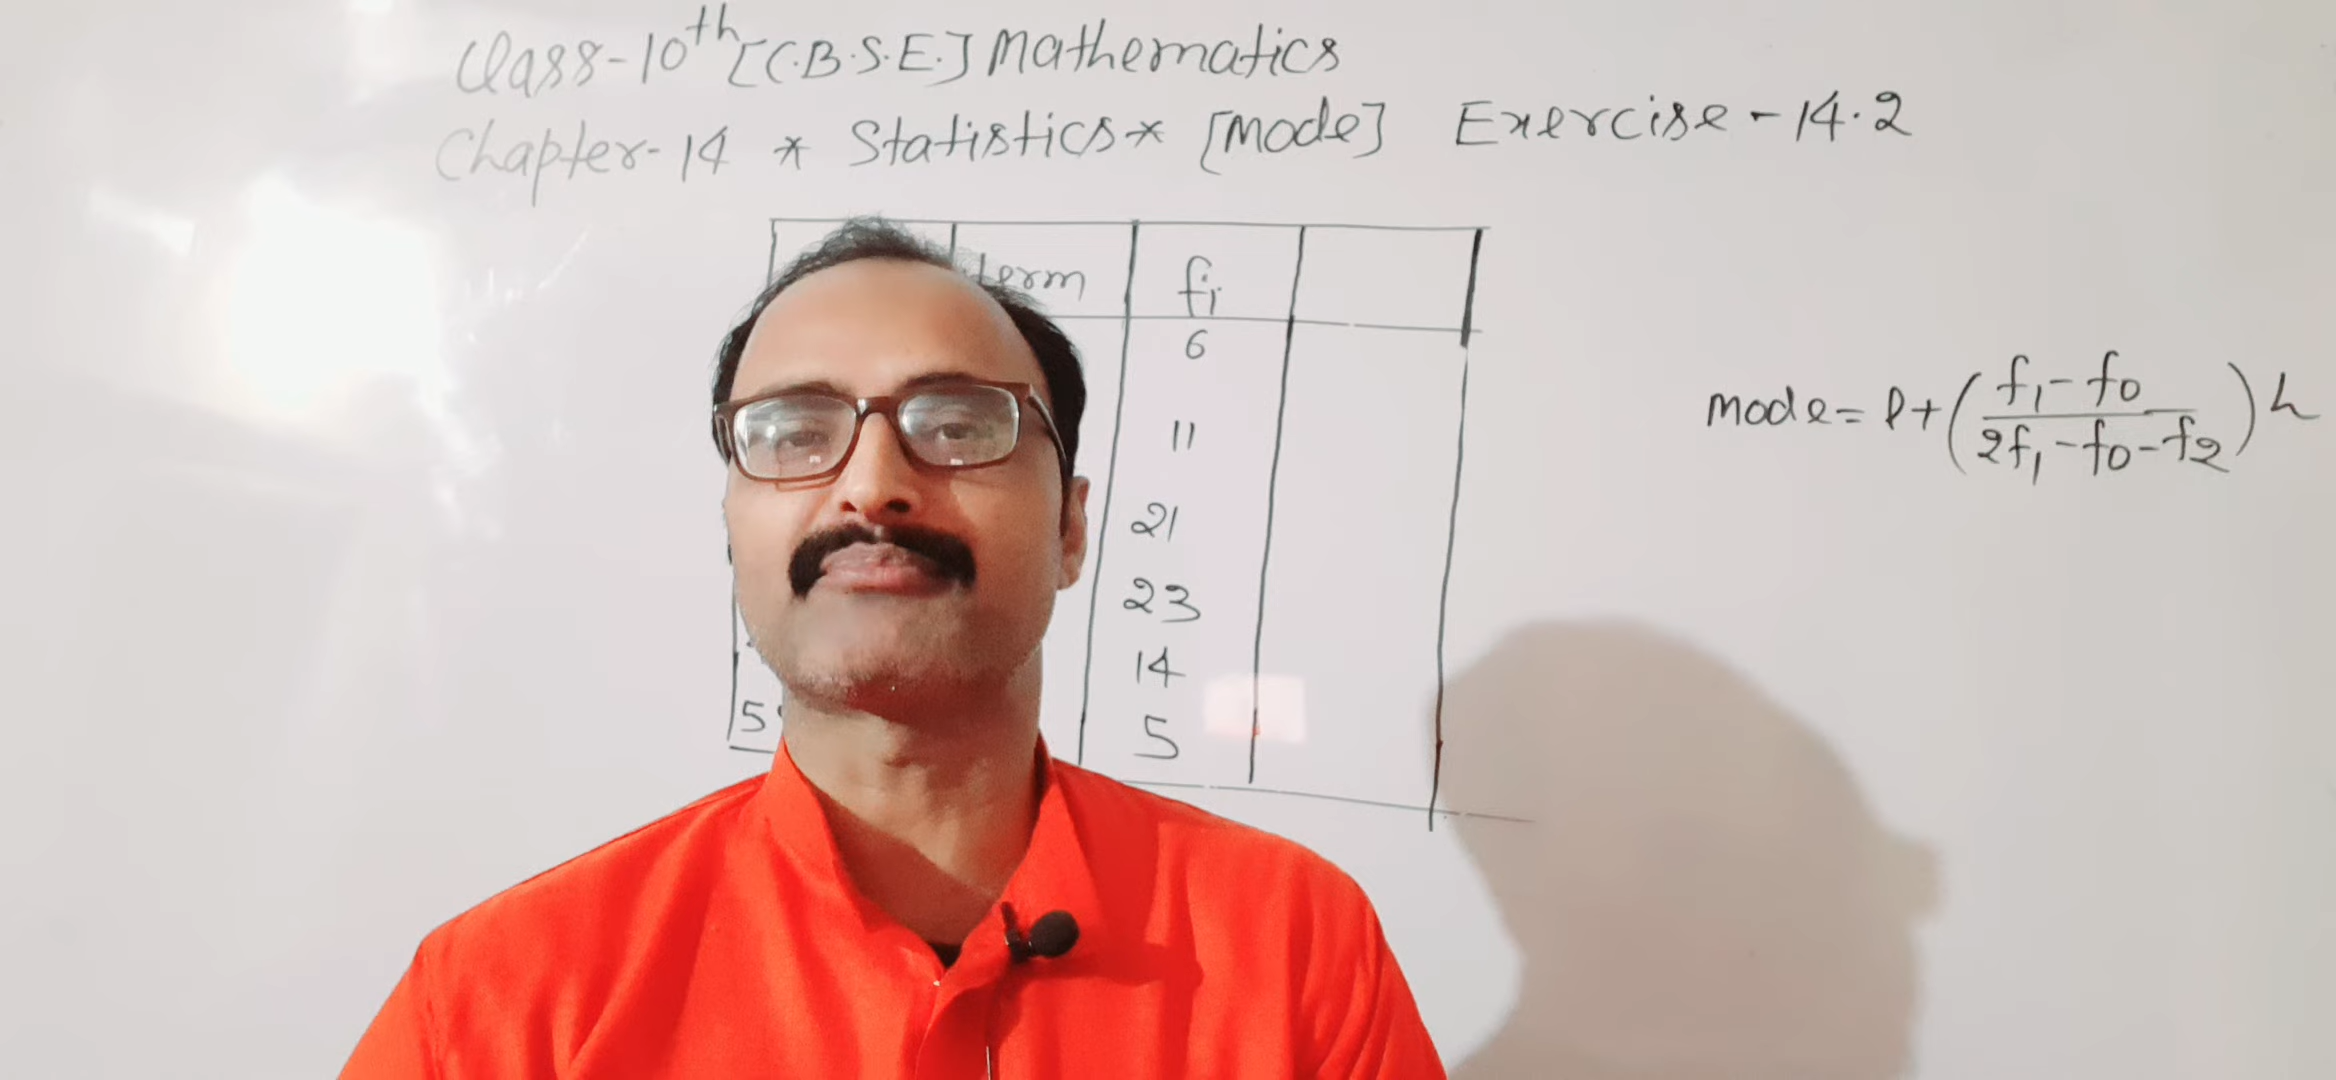 Class-10th [C.B.S.E.] Mathematics
Chapter-14 * Statistics * [Mode] Exercise-14.2
term fi
6
11
21
23
14
5 5
mode = l + (f1 - f0 / 2f1 - f0 - f2) h